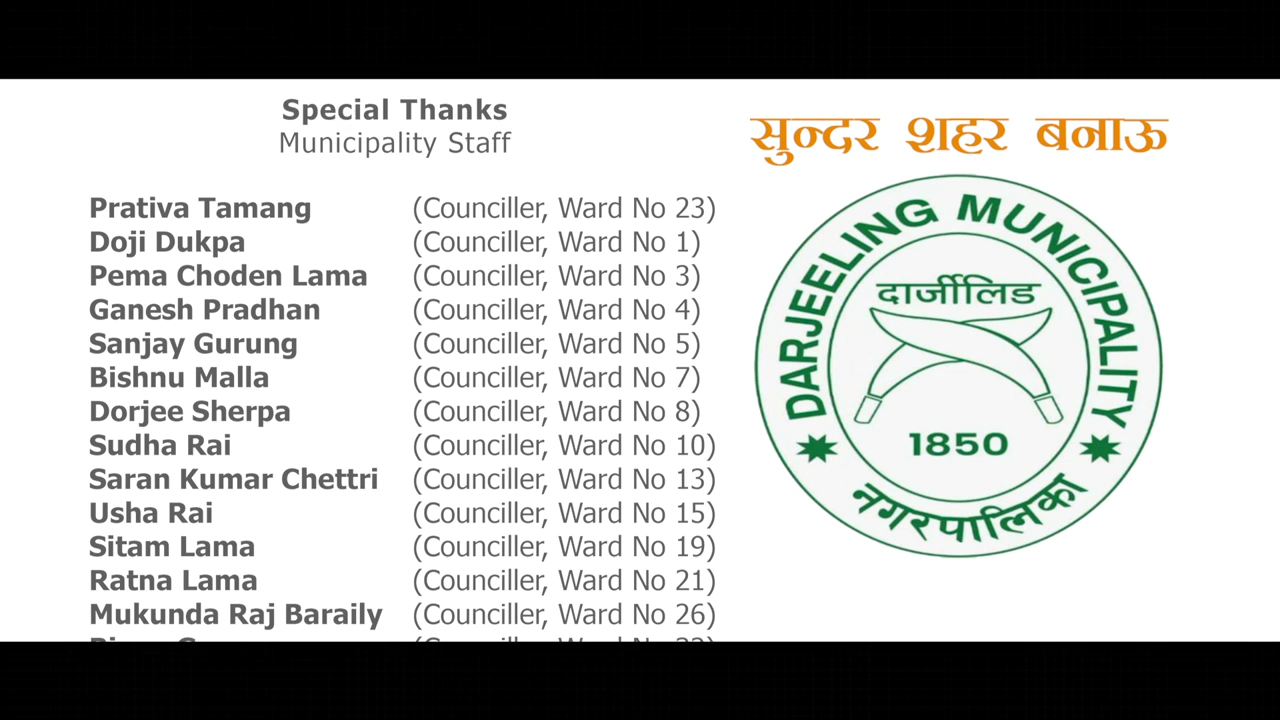 Special Thanks
Municipality Staff
Prativa Tamang (Counciller, Ward No 23)
Doji Dukpa (Counciller, Ward No 1)
Pema Choden Lama (Counciller, Ward No 3)
Ganesh Pradhan (Counciller, Ward No 4)
Sanjay Gurung (Counciller, Ward No 5)
Bishnu Malla (Counciller, Ward No 7)
Dorjee Sherpa (Counciller, Ward No 8)
Sudha Rai (Counciller, Ward No 10)
Saran Kumar Chettri (Counciller, Ward No 13)
Usha Rai (Counciller, Ward No 15)
Sitam Lama (Counciller, Ward No 19)
Ratna Lama (Counciller, Ward No 21)
Mukunda Raj Baraily (Counciller, Ward No 26)
सुन्दर शहर बनाऊ
DARJEELING MUNICIPALITY
दार्जीलिङ
1850
नगरपालिका